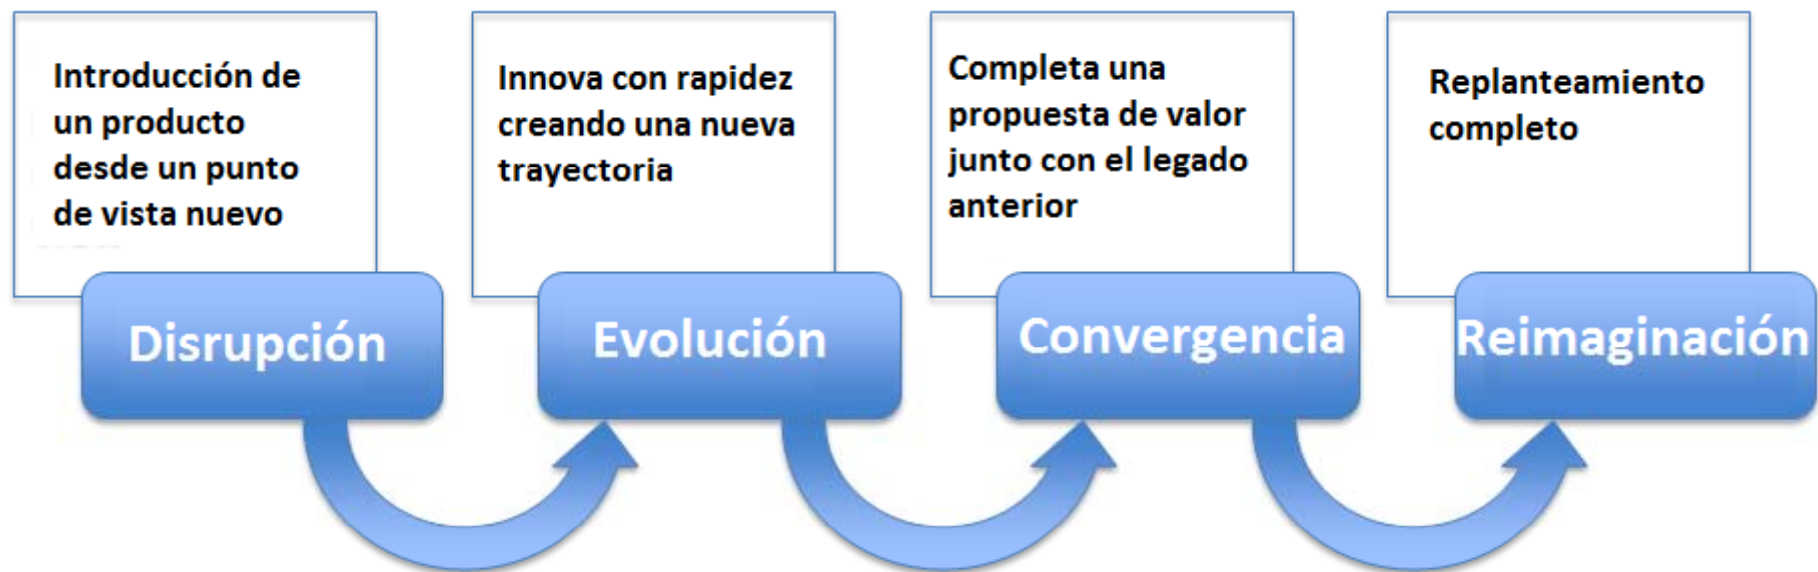 Introducción de
un producto
desde un punto
de vista nuevo
Disrupción
Innova con rapidez
creando una nueva
trayectoria
Evolución
Completa una
propuesta de valor
junto con el legado
anterior
Convergencia
Replanteamiento
completo
Reimaginación